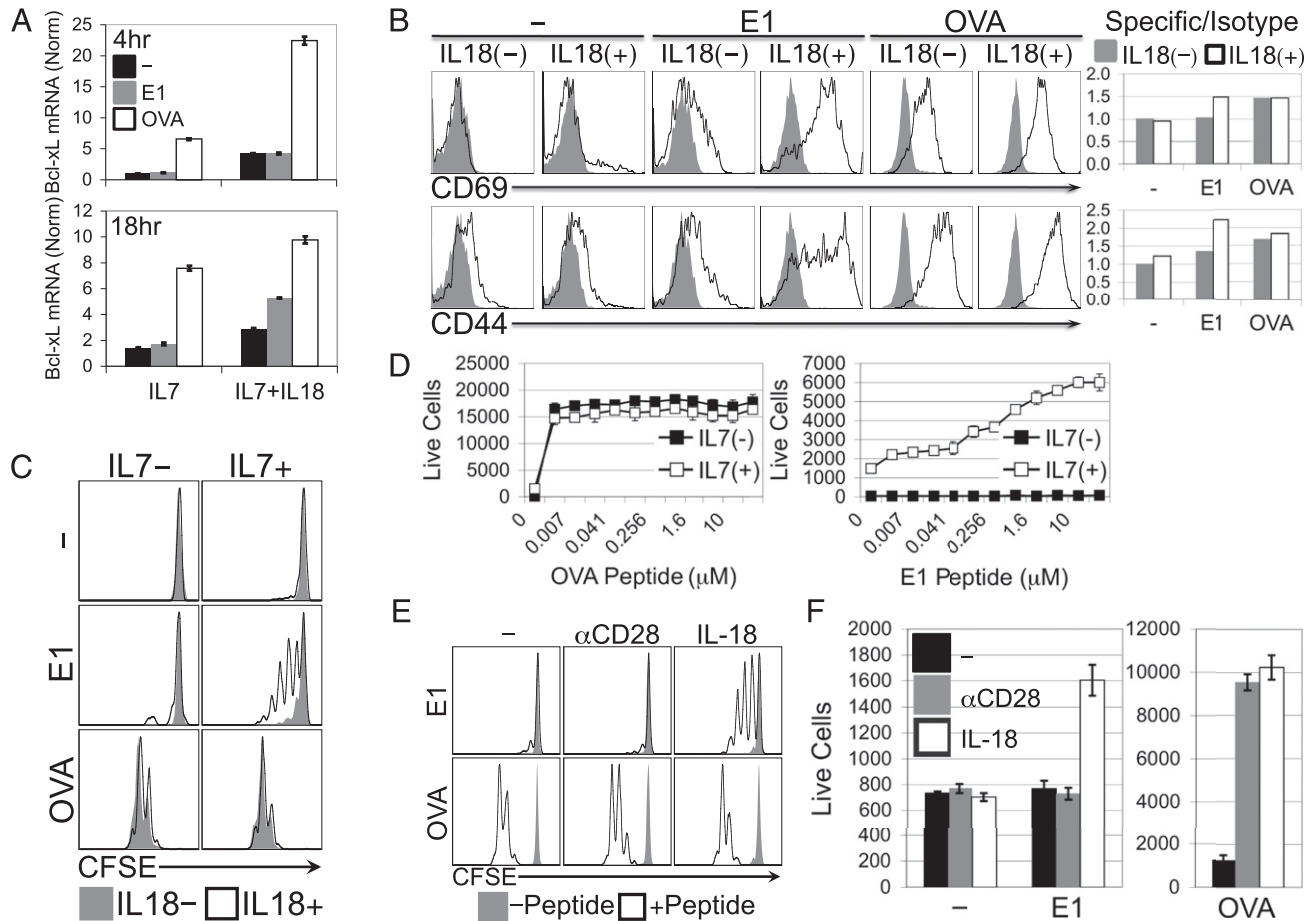 A
Bcl-xL mRNA (Norm)
25
20
15
10
5
0
4hr
–
E1
OVA
Bcl-xL mRNA (Norm)
12
10
8
6
4
2
0
18hr
IL7
IL7+IL18
B
– E1 OVA
IL18(−) IL18(+) IL18(−) IL18(+) IL18(−) IL18(+)
CD69
CD44
Specific/Isotype
IL18(−) IL18(+)
2.0
1.5
1.0
0.5
0.0
- E1 OVA
2.5
2.0
1.5
1.0
0.5
0.0
- E1 OVA
C
IL7− IL7+
–
E1
OVA
CFSE
IL18− IL18+
D
Live Cells
25000
20000
15000
10000
5000
0
IL7(-)
IL7(+)
0 0.007 0.041 0.256 1.6 10
OVA Peptide (μM)
Live Cells
7000
6000
5000
4000
3000
2000
1000
0
IL7(-)
IL7(+)
0 0.007 0.041 0.256 1.6 10
E1 Peptide (μM)
E
– αCD28 IL-18
E1
OVA
CFSE
−Peptide +Peptide
F
Live Cells
2000
1800
1600
1400
1200
1000
800
600
400
200
0
–
αCD28
IL-18
– E1
12000
10000
8000
6000
4000
2000
0
OVA